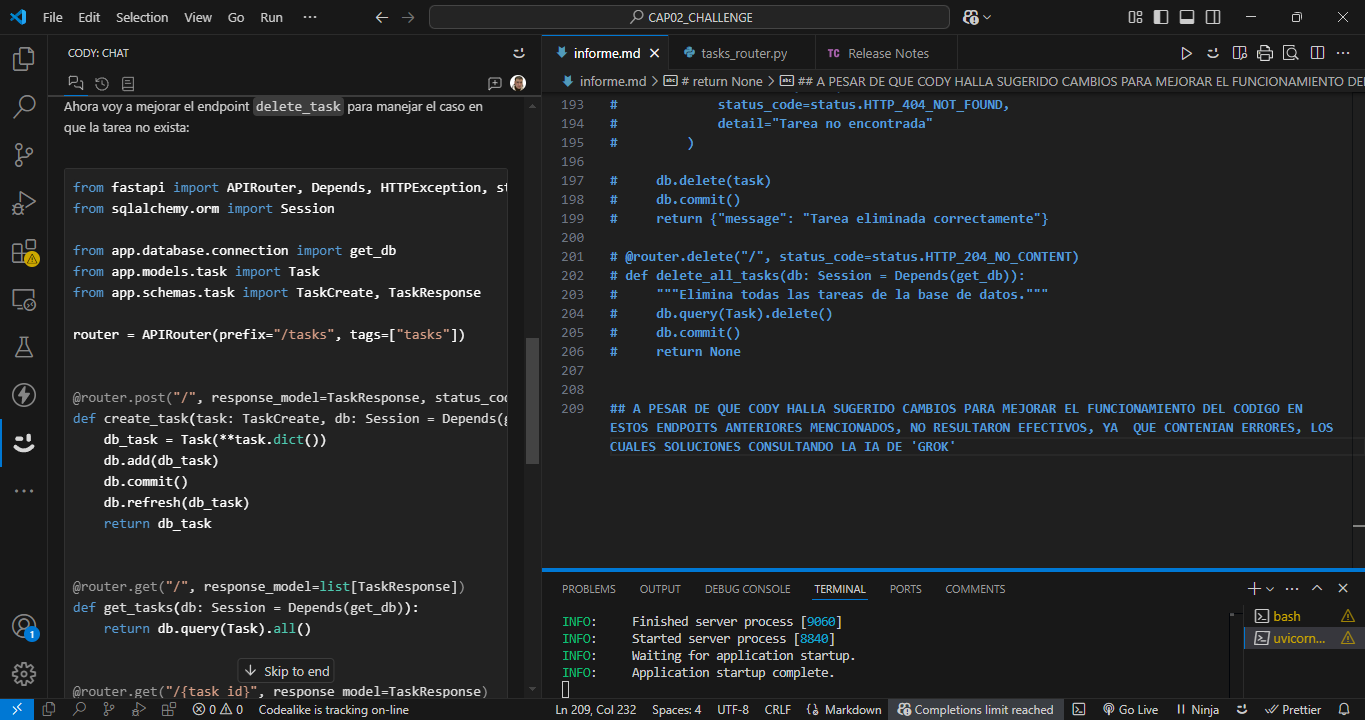 File Edit Selection View Go Run ··· CAP02_CHALLENGE
CODY: CHAT
Ahora voy a mejorar el endpoint delete_task para manejar el caso en
que la tarea no exista:
from fastapi import APIRouter, Depends, HTTPException, st
from sqlalchemy.orm import Session
from app.database.connection import get_db
from app.models.task import Task
from app.schemas.task import TaskCreate, TaskResponse
router = APIRouter(prefix="/tasks", tags=["tasks"])
@router.post("/", response_model=TaskResponse, status_cod
def create_task(task: TaskCreate, db: Session = Depends(g
db_task = Task(**task.dict())
db.add(db_task)
db.commit()
db.refresh(db_task)
return db_task
@router.get("/", response_model=list[TaskResponse])
def get_tasks(db: Session = Depends(get_db)):
return db.query(Task).all()
Skip to end
@router.get("/{task_id}", response_model=TaskResponse)
informe.md tasks_router.py TC Release Notes
informe.md > # return None > ## A PESAR DE QUE CODY HALLA SUGERIDO CAMBIOS PARA MEJORAR EL FUNCIONAMIENTO DEL
193 # status_code=status.HTTP_404_NOT_FOUND,
194 # detail="Tarea no encontrada"
195 # )
196
197 # db.delete(task)
198 # db.commit()
199 # return {"message": "Tarea eliminada correctamente"}
200
201 # @router.delete("/", status_code=status.HTTP_204_NO_CONTENT)
202 # def delete_all_tasks(db: Session = Depends(get_db)):
203 # """Elimina todas las tareas de la base de datos."""
204 # db.query(Task).delete()
205 # db.commit()
206 # return None
207
208
209 ## A PESAR DE QUE CODY HALLA SUGERIDO CAMBIOS PARA MEJORAR EL FUNCIONAMIENTO DEL CODIGO EN
ESTOS ENDPOITS ANTERIORES MENCIONADOS, NO RESULTARON EFECTIVOS, YA QUE CONTENIAN ERRORES, LOS
CUALES SOLUCIONES CONSULTANDO LA IA DE 'GROK'
PROBLEMS OUTPUT DEBUG CONSOLE TERMINAL PORTS COMMENTS
INFO: Finished server process [9060]
INFO: Started server process [8840]
INFO: Waiting for application startup.
INFO: Application startup complete.
bash
uvicorn...
1
0 0 Codealike is tracking on-line Ln 209, Col 232 Spaces: 4 UTF-8 CRLF Markdown Completions limit reached Go Live Ninja Prettier